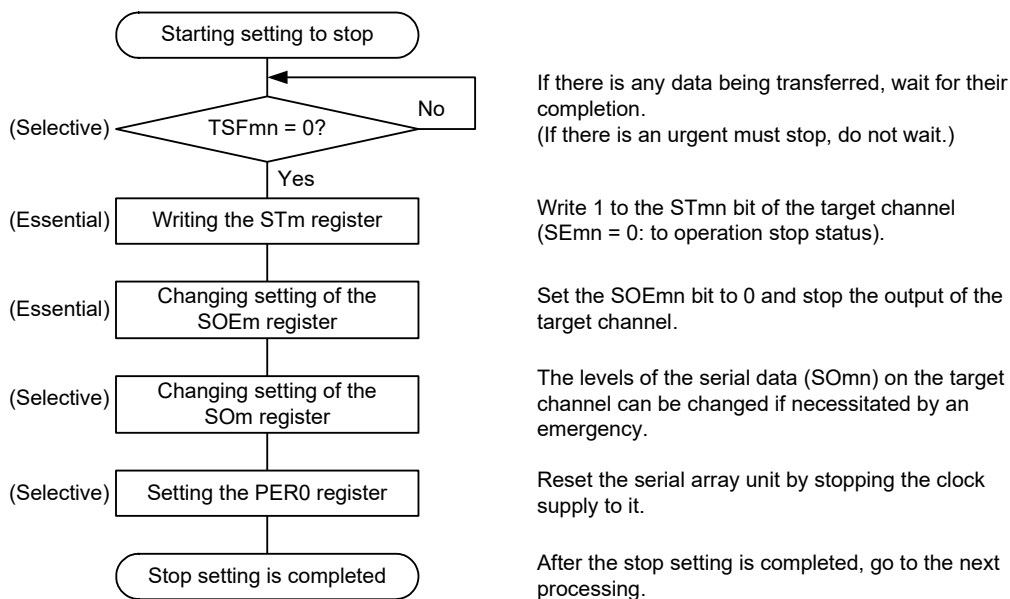 Starting setting to stop
If there is any data being transferred, wait for their
completion.
(If there is an urgent must stop, do not wait.)
(Selective)
TSFmn = 0?
No
Yes
(Essential)
Writing the STm register
Write 1 to the STmn bit of the target channel
(SEmn = 0: to operation stop status).
(Essential)
Changing setting of the
SOEm register
Set the SOEmn bit to 0 and stop the output of the
target channel.
(Selective)
Changing setting of the
SOm register
The levels of the serial data (SOmn) on the target
channel can be changed if necessitated by an
emergency.
(Selective)
Setting the PER0 register
Reset the serial array unit by stopping the clock
supply to it.
Stop setting is completed
After the stop setting is completed, go to the next
processing.